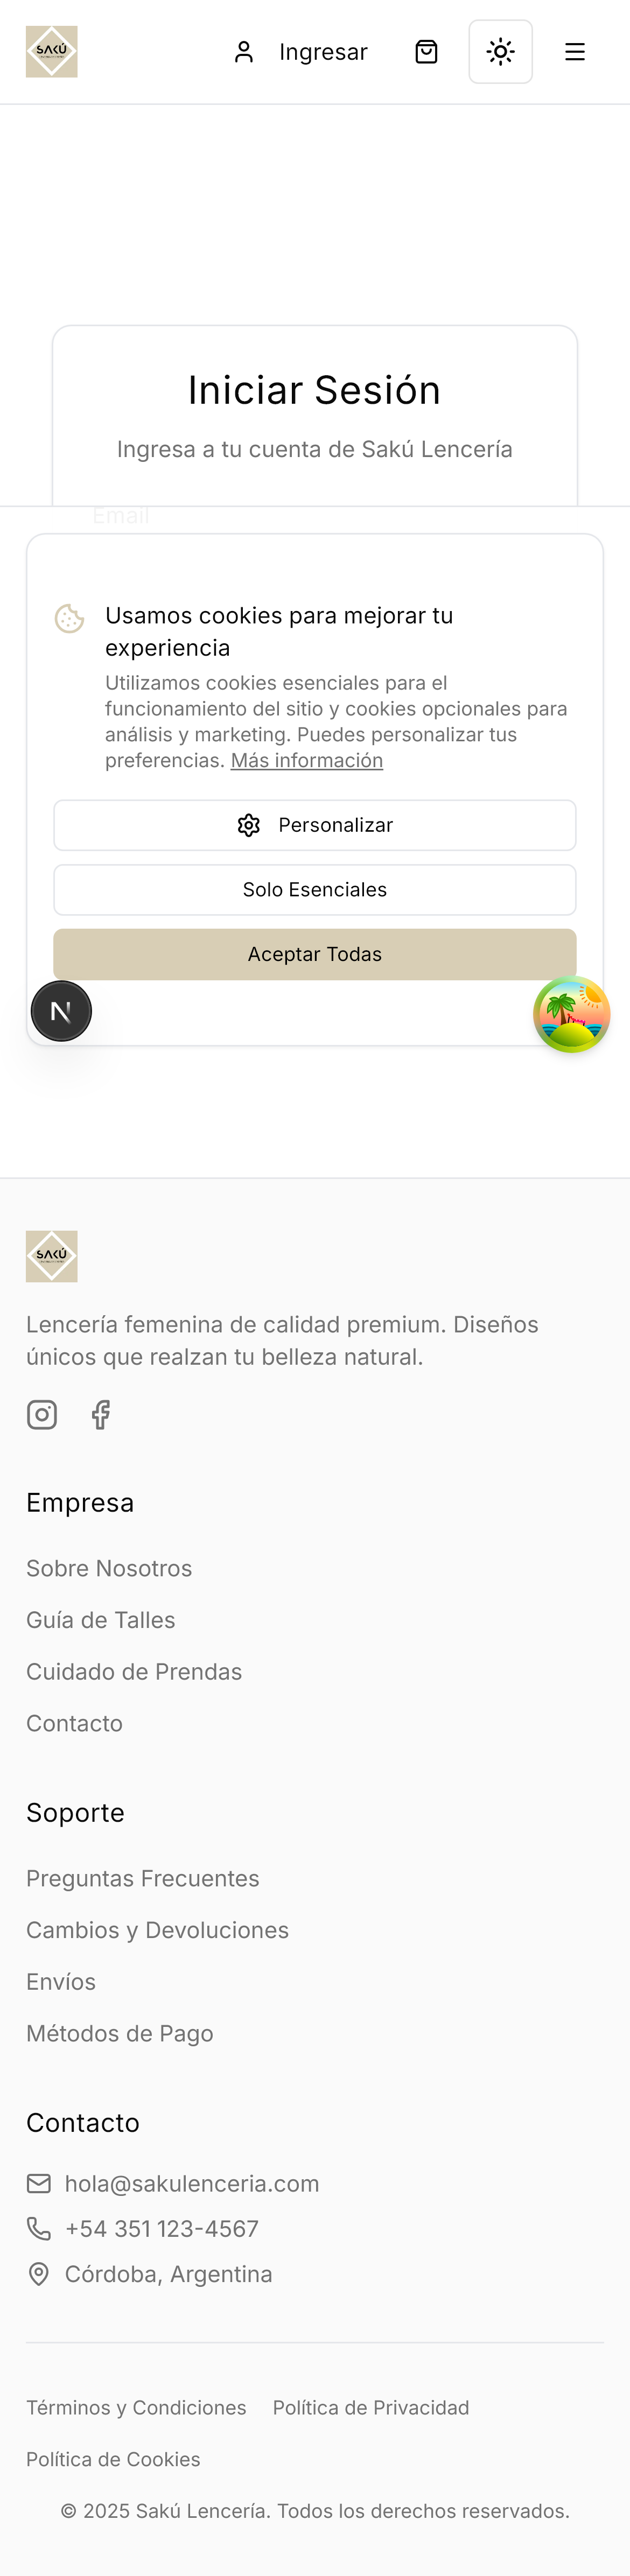 SAKÚ
Ingresar
Iniciar Sesión
Ingresa a tu cuenta de Sakú Lencería
Email
Usamos cookies para mejorar tu
experiencia
Utilizamos cookies esenciales para el
funcionamiento del sitio y cookies opcionales para
análisis y marketing. Puedes personalizar tus
preferencias. Más información
Personalizar
Solo Esenciales
Aceptar Todas
N
SAKÚ
Lencería femenina de calidad premium. Diseños
únicos que realzan tu belleza natural.
Empresa
Sobre Nosotros
Guía de Talles
Cuidado de Prendas
Contacto
Soporte
Preguntas Frecuentes
Cambios y Devoluciones
Envíos
Métodos de Pago
Contacto
hola@sakulenceria.com
+54 351 123-4567
Córdoba, Argentina
Términos y Condiciones Política de Privacidad
Política de Cookies
© 2025 Sakú Lencería. Todos los derechos reservados.